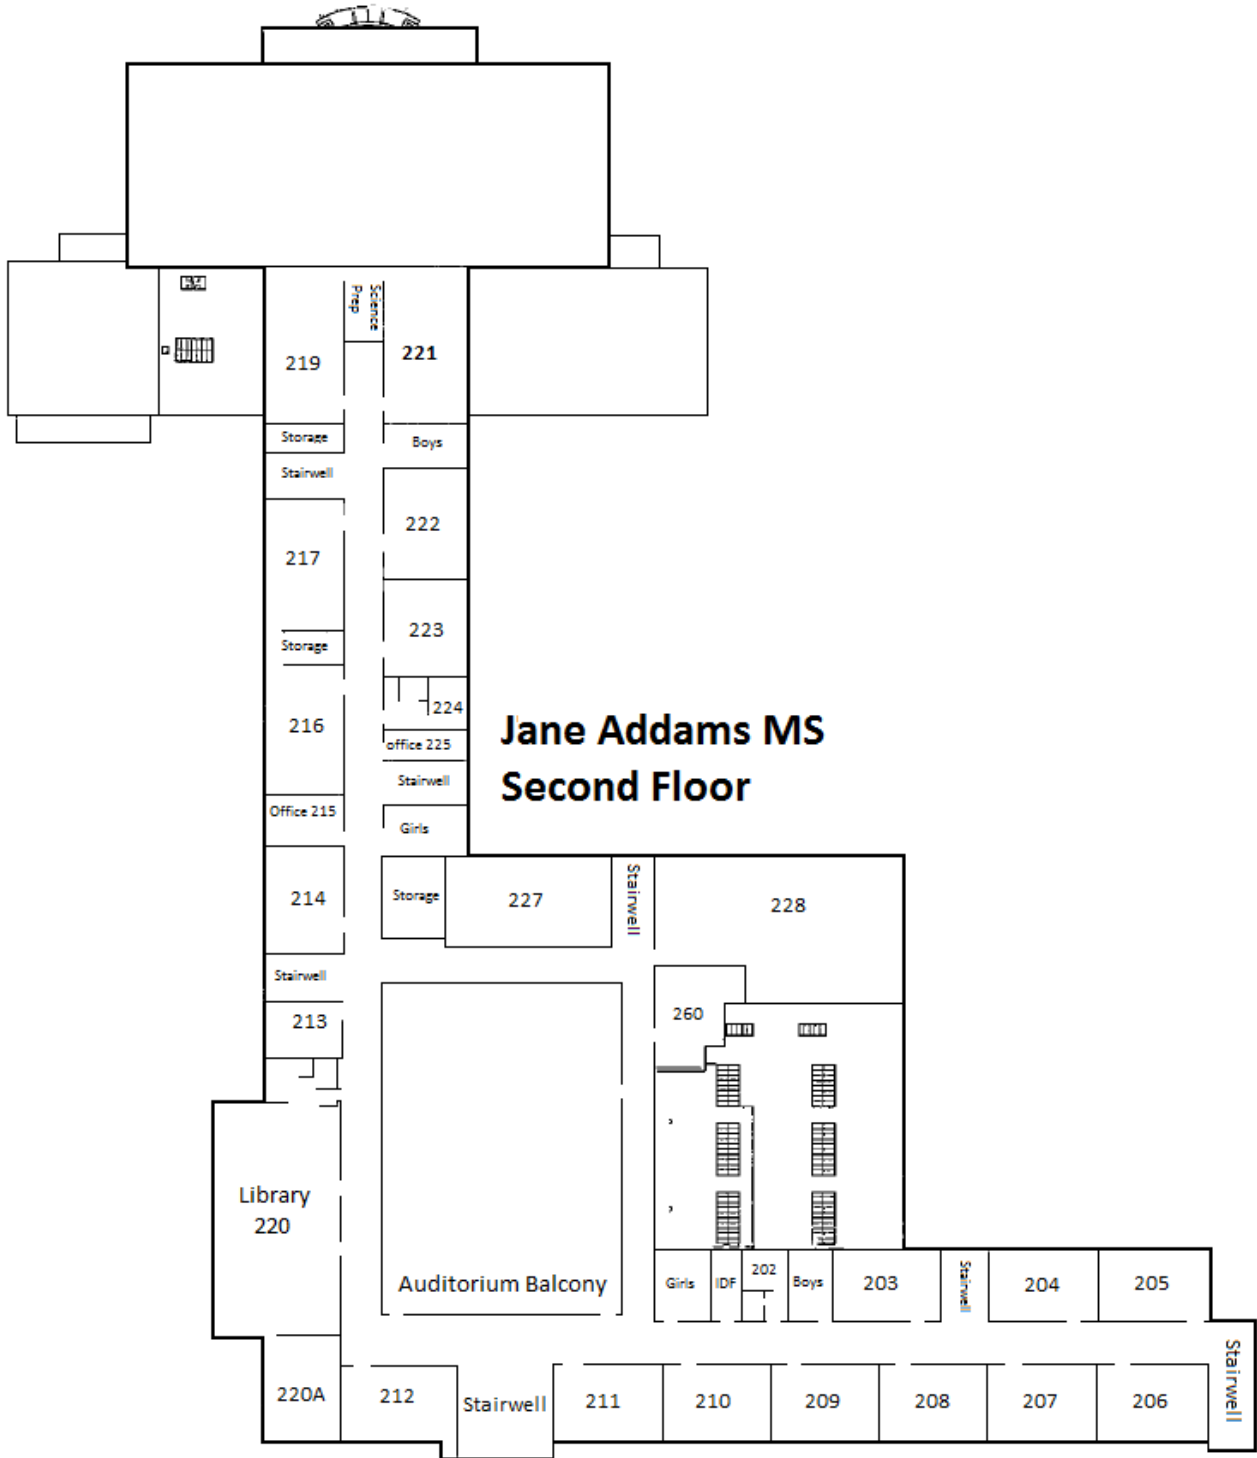 Science
Prep
219
221
Storage
Boys
Stairwell
222
217
223
Storage
224
216
Jane Addams MS
Second Floor
office 225
Stairwell
Office 215
Girls
Storage
227
Stairwell
228
214
Stairwell
213
260
Library
220
Auditorium Balcony
Girls
IDF
202
Boys
203
Stairwell
204
205
220A
212
Stairwell
211
210
209
208
207
206
Stairwell